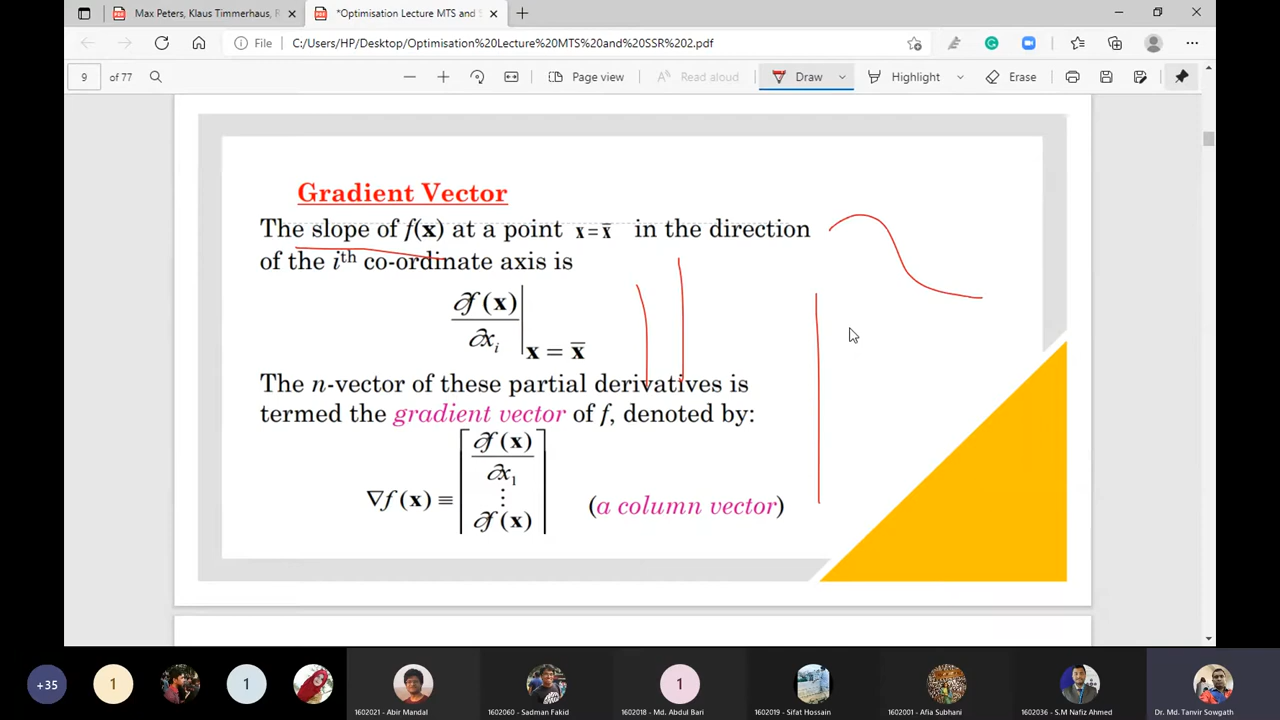 Max Peters, Klaus Timmerhaus, R
*Optimisation Lecture MTS and S
File
C:/Users/HP/Desktop/Optimisation%20Lecture%20MTS%20and%20SSR%202.pdf
9 of 77
Page view
Read aloud
Draw
Highlight
Erase
Gradient Vector
The slope of f(x) at a point x = x̄ in the direction
of the iᵗʰ co-ordinate axis is
∂f (x)
∂xᵢ
x = x̄
The n-vector of these partial derivatives is
termed the gradient vector of f, denoted by:
∂f (x)
∂x₁
∇f (x) ≡ ⋮ (a column vector)
∂f (x)
+35
1
1
1
1602021 - Abir Mandal
1602060 - Sadman Fakid
1602018 - Md. Abdul Bari
1602019 - Sifat Hossain
1602001 - Afia Subhani
1602036 - S.M Nafiz Ahmed
Dr. Md. Tanvir Sowgath